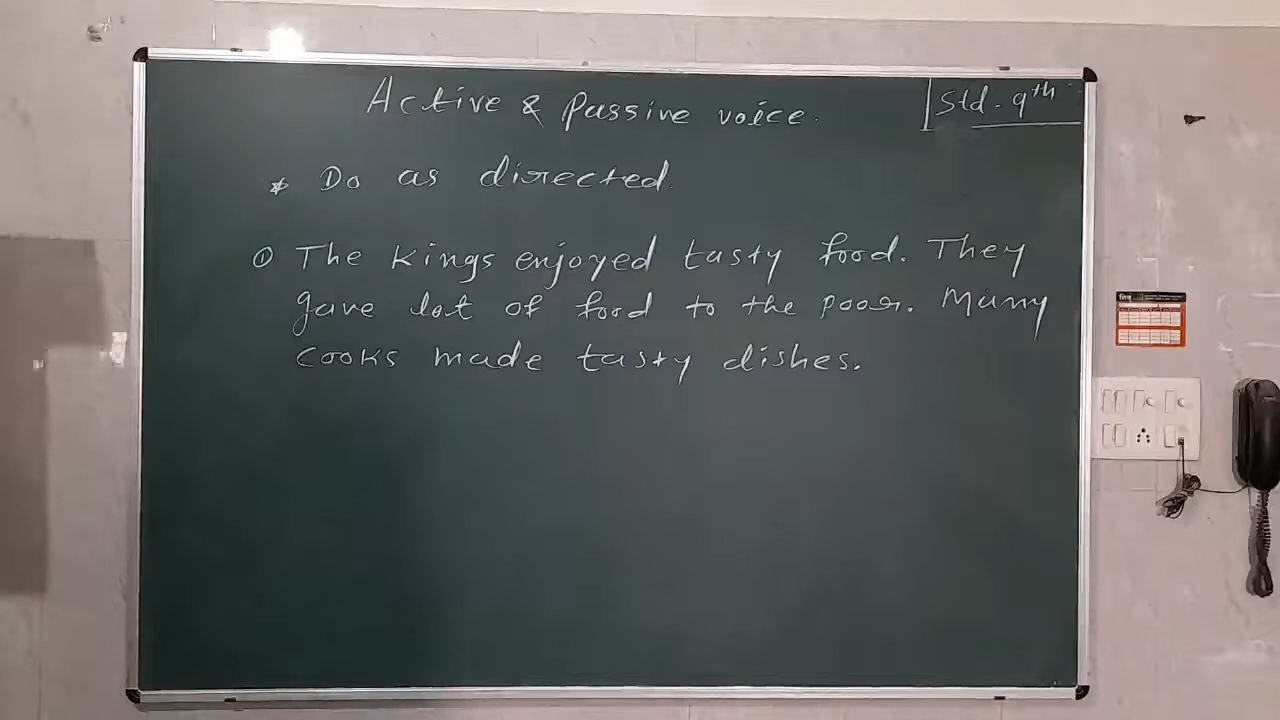 Active & Passive voice.
Std. 9th
* Do as directed.
① The Kings enjoyed tasty food. They
gave lot of food to the poor. Many
Cooks made tasty dishes.